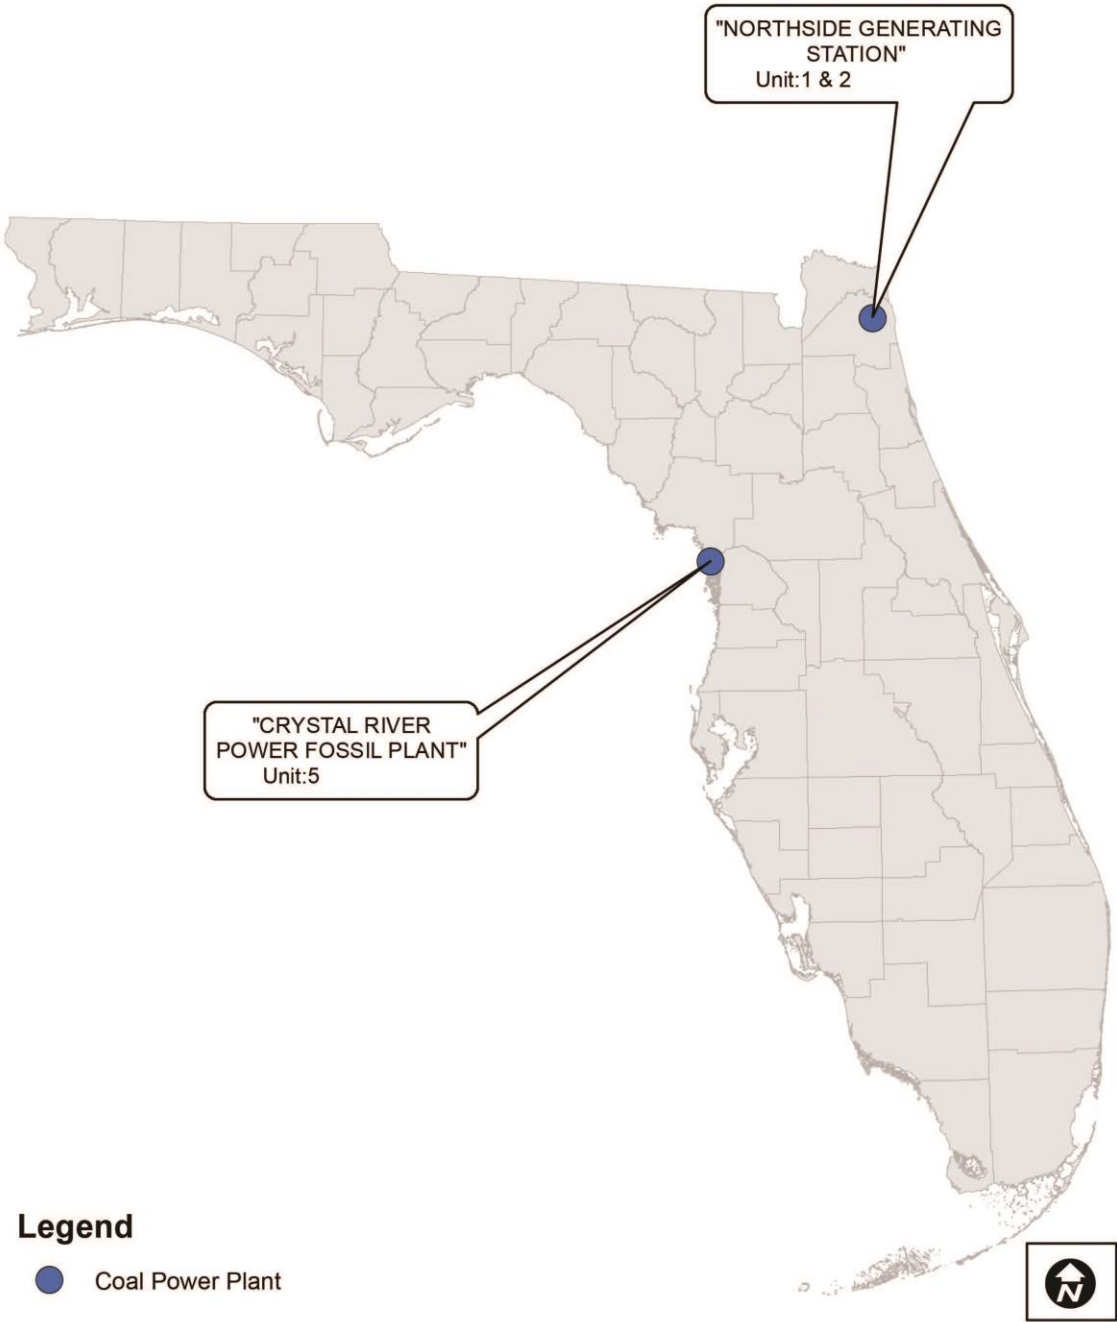 "NORTHSIDE GENERATING
STATION"
Unit:1 & 2
"CRYSTAL RIVER
POWER FOSSIL PLANT"
Unit:5
Legend
Coal Power Plant
N